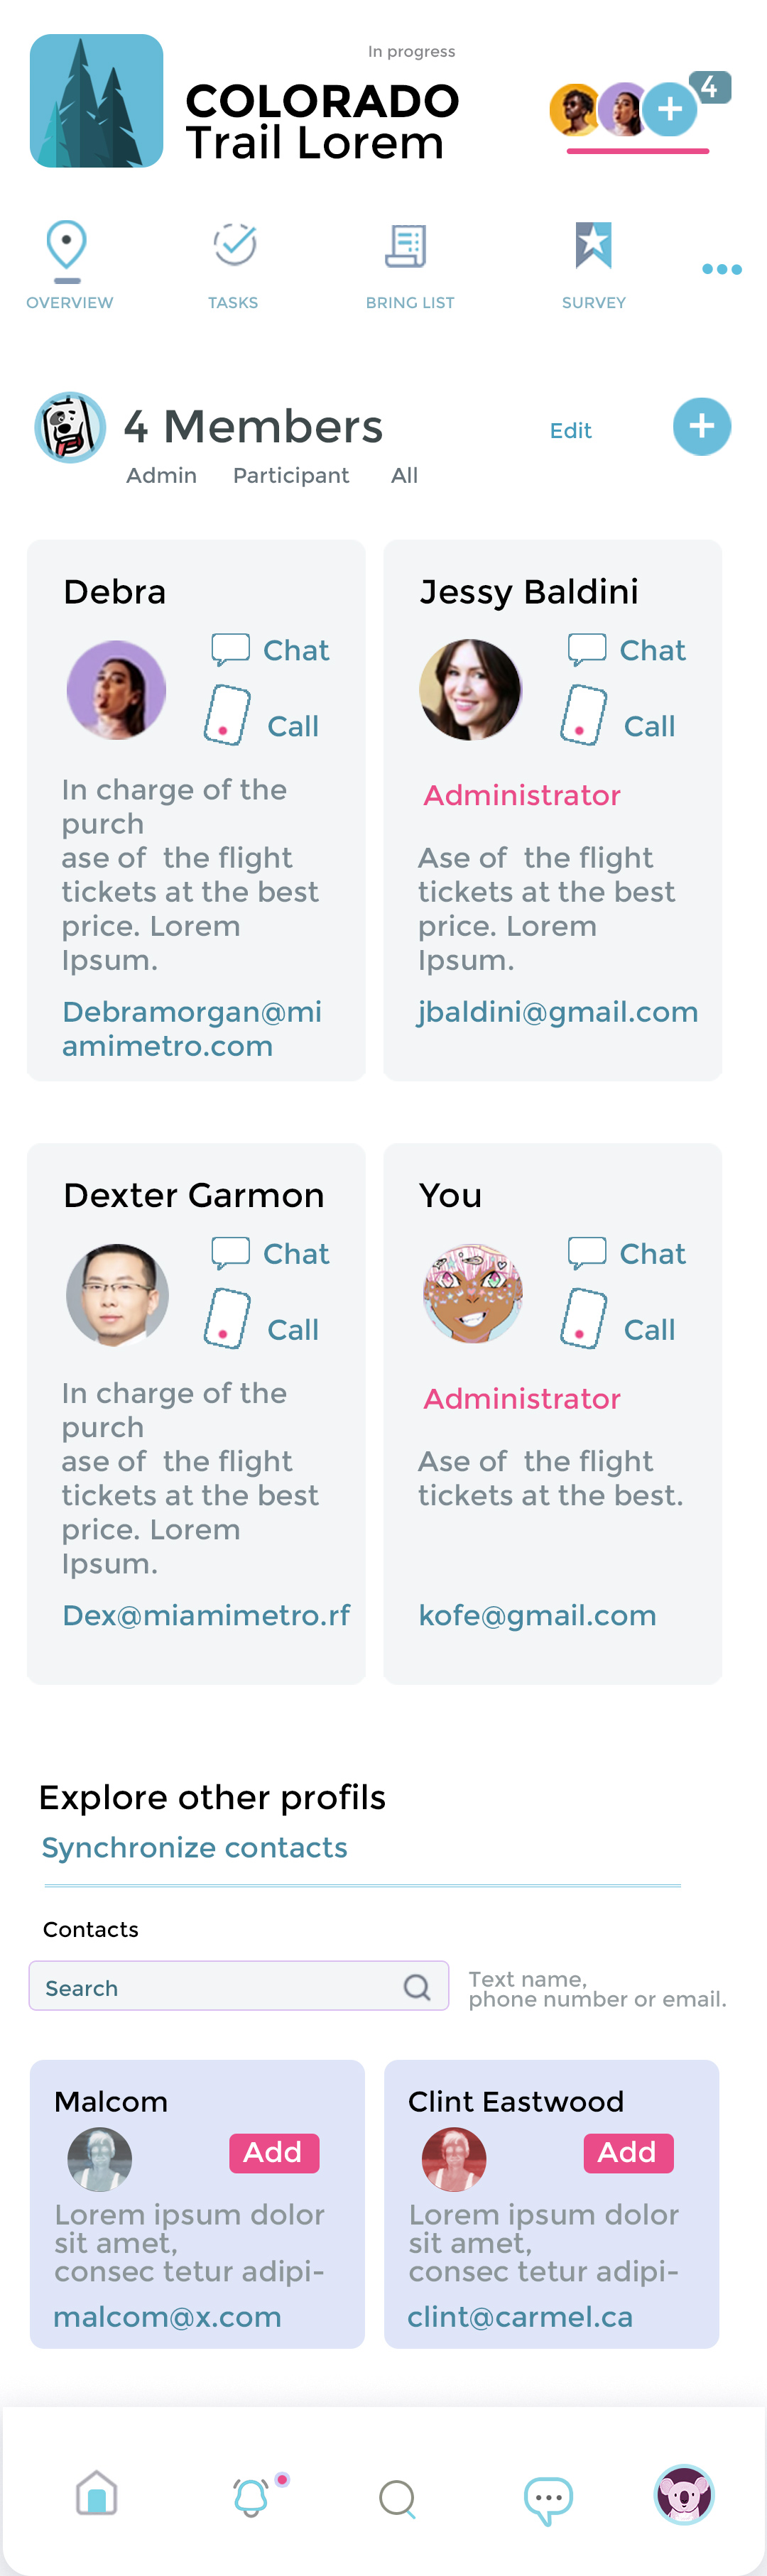 In progress
COLORADO
Trail Lorem
4
OVERVIEW
TASKS
BRING LIST
SURVEY
4 Members
Edit
Admin Participant All
Debra
Chat
Call
In charge of the
purch
ase of the flight
tickets at the best
price. Lorem
Ipsum.
Debramorgan@mi
amimetro.com
Jessy Baldini
Chat
Call
Administrator
Ase of the flight
tickets at the best
price. Lorem
Ipsum.
jbaldini@gmail.com
Dexter Garmon
Chat
Call
In charge of the
purch
ase of the flight
tickets at the best
price. Lorem
Ipsum.
Dex@miamimetro.rf
You
Chat
Call
Administrator
Ase of the flight
tickets at the best.
kofe@gmail.com
Explore other profils
Synchronize contacts
Contacts
Search
Text name,
phone number or email.
Malcom
Add
Lorem ipsum dolor
sit amet,
consec tetur adipi-
malcom@x.com
Clint Eastwood
Add
Lorem ipsum dolor
sit amet,
consec tetur adipi-
clint@carmel.ca